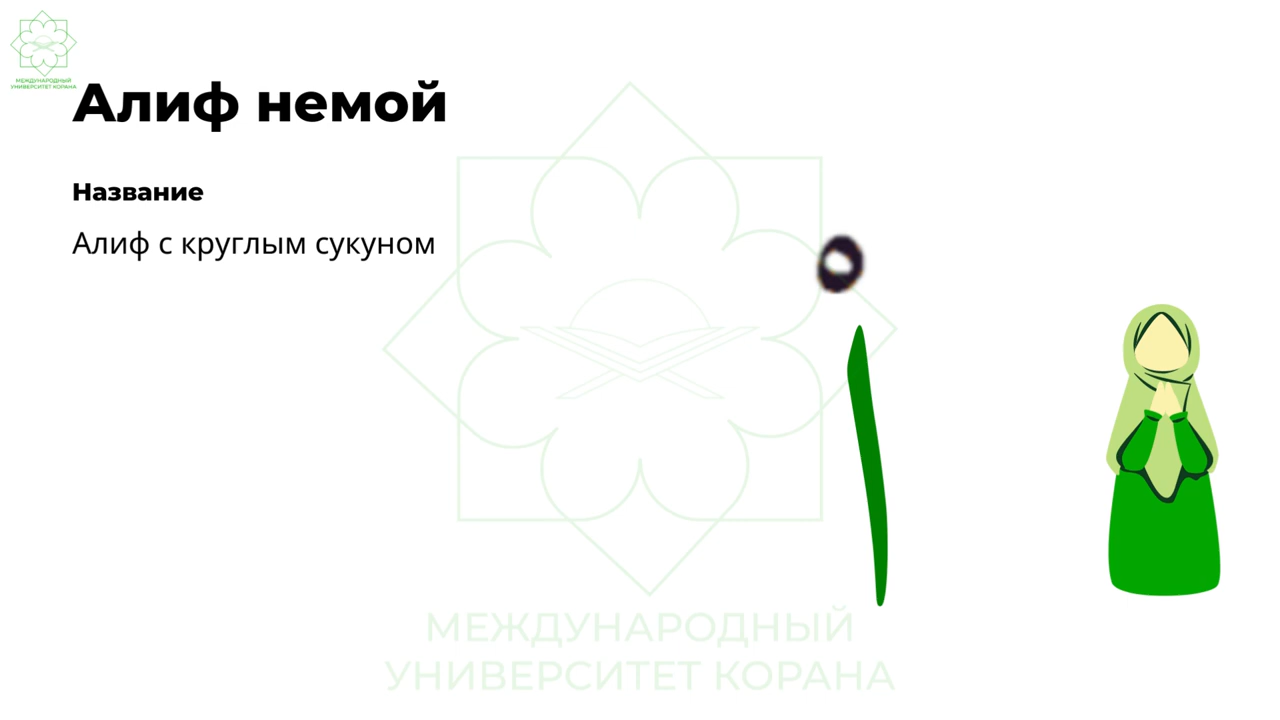 МЕЖДУНАРОДНЫЙ
УНИВЕРСИТЕТ КОРАНА
Алиф немой
Название
Алиф с круглым сукуном
МЕЖДУНАРОДНЫЙ
УНИВЕРСИТЕТ КОРАНА